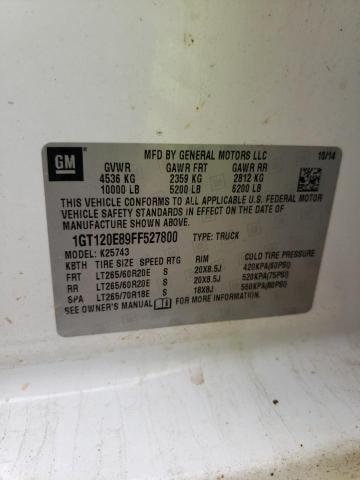 GM
MFD BY GENERAL MOTORS LLC 10/14
GVWR GAWR FRT GAWR RR
4536 KG 2359 KG 2812 KG
10000 LB 5200 LB 6200 LB
THIS VEHICLE CONFORMS TO ALL APPLICABLE U.S. FEDERAL MOTOR
VEHICLE SAFETY STANDARDS IN EFFECT ON THE DATE OF
MANUFACTURE SHOWN ABOVE.
1GT120E89FF527800 TYPE: TRUCK
MODEL: K25743
KBTH TIRE SIZE SPEED RTG RIM COLD TIRE PRESSURE
FRT LT265/60R20E S 20X8.5J 420KPA(60PSI)
RR LT265/60R20E S 20X8.5J 520KPA(75PSI)
SPA LT265/70R18E S 18X8J 550KPA(80PSI)
SEE OWNER'S MANUAL FOR MORE INFORMATION.